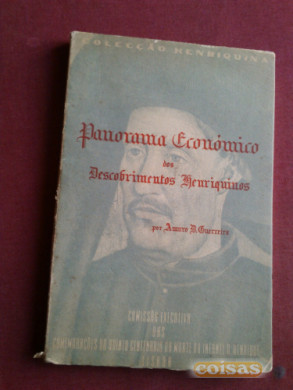 COLECÇÃO HENRIQUINA
Panorama Económico
dos
Descobrimentos Henriquinos
por Amaro D. Guerreiro
COMISSÃO EXECUTIVA
DAS
COMEMORAÇÕES DO QUINTO CENTENÁRIO DA MORTE DO INFANTE D. HENRIQUE
LISBOA
coisas